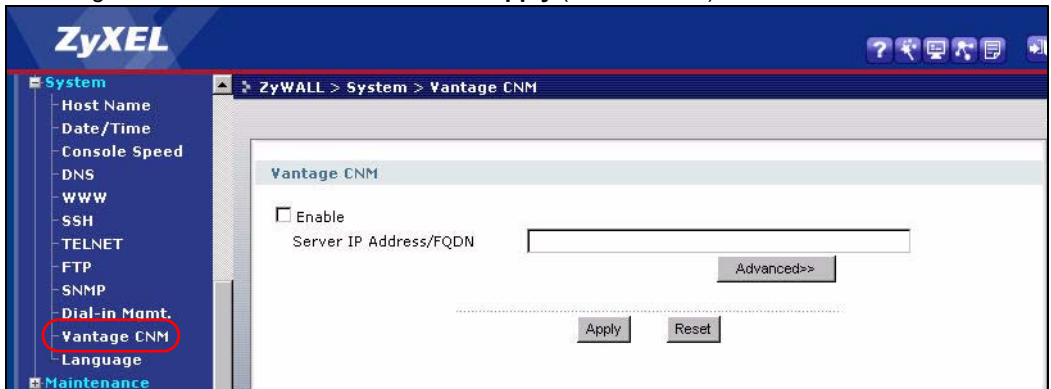 Apply (
ZyXEL
System
Host Name
Date/Time
Console Speed
DNS
WWW
SSH
TELNET
FTP
SNMP
Dial-in Mgmt.
Vantage CNM
Language
Maintenance
ZyWALL > System > Vantage CNM
Vantage CNM
Enable
Server IP Address/FQDN
Advanced>>
Apply Reset